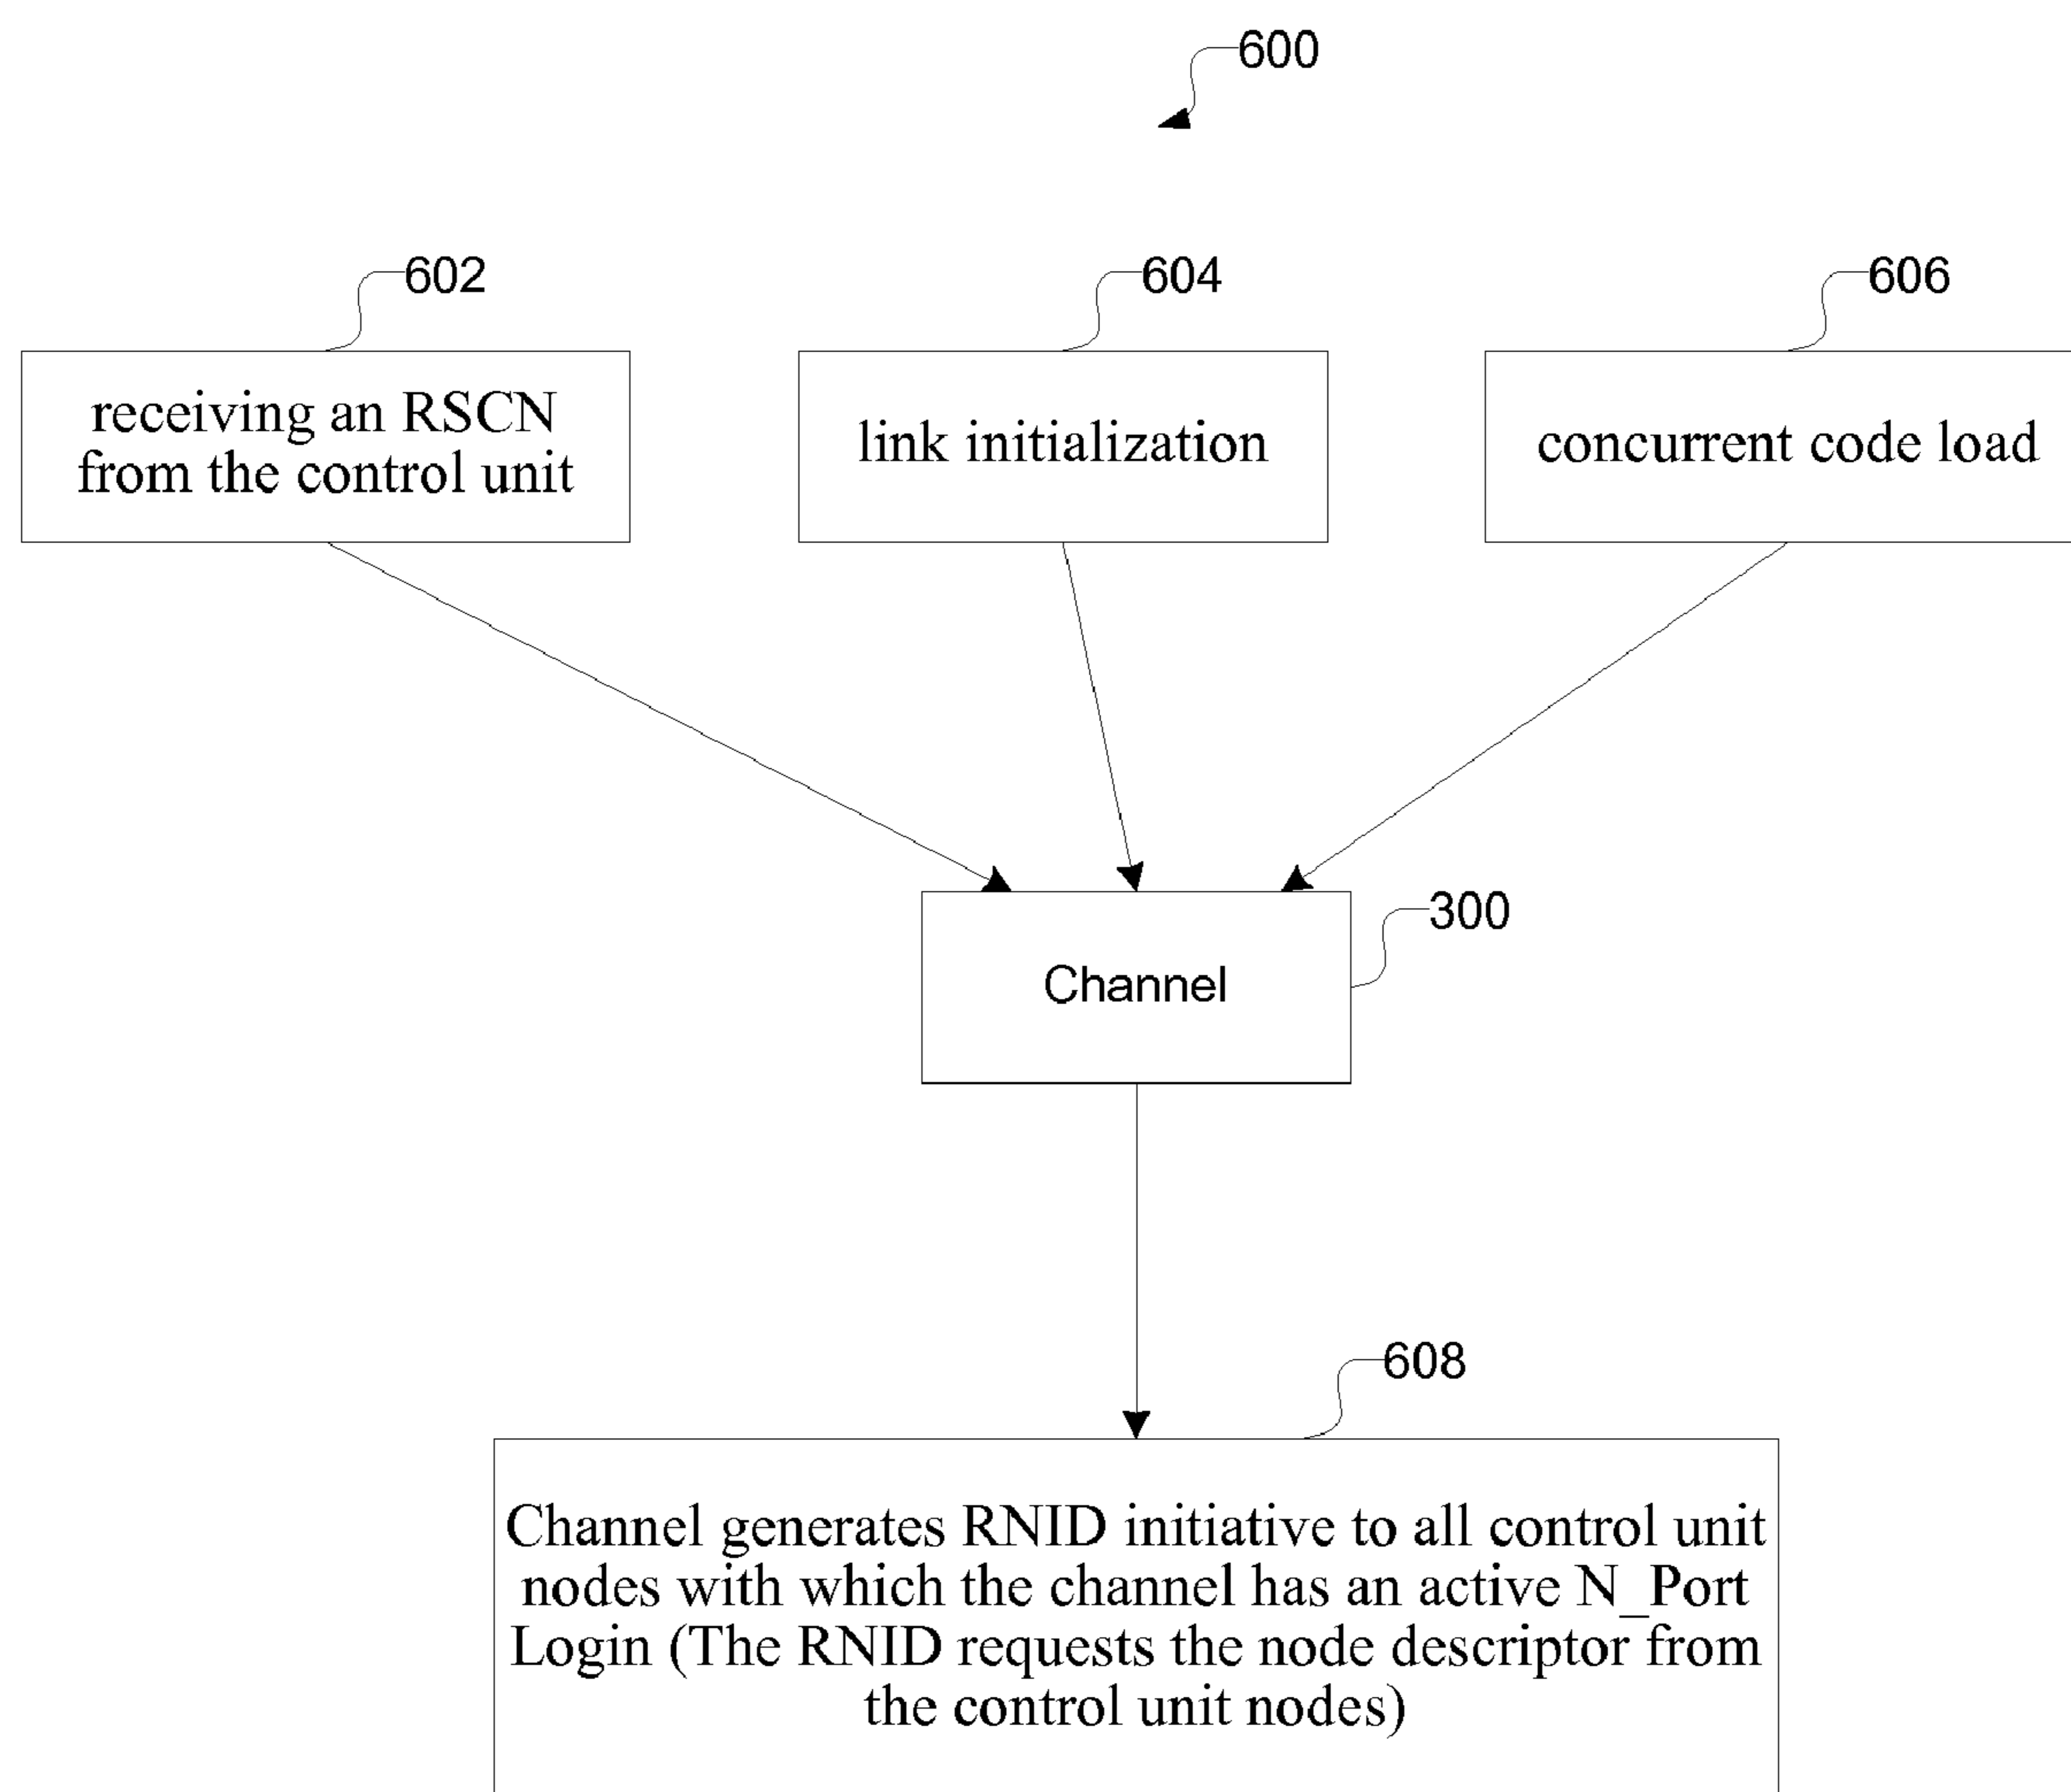 600
602
604
606
receiving an RSCN
from the control unit
link initialization
concurrent code load
300
Channel
608
Channel generates RNID initiative to all control unit
nodes with which the channel has an active N_Port
Login (The RNID requests the node descriptor from
the control unit nodes)